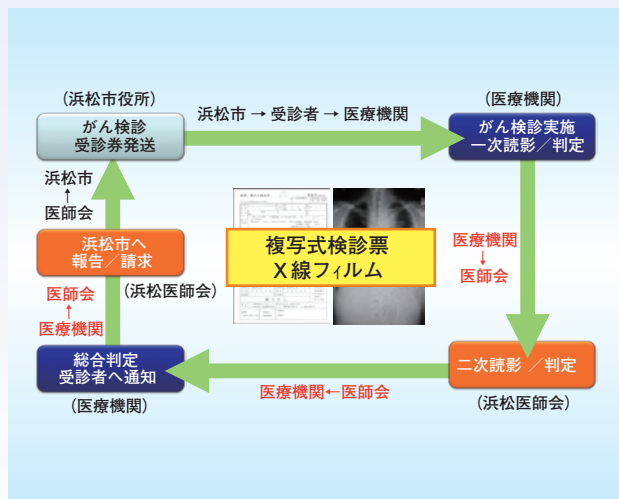 (浜松市役所)
がん検診
受診券発送
浜松市 → 受診者 → 医療機関
(医療機関)
がん検診実施
一次読影／判定
浜松市
↑
医師会
浜松市へ
報告／請求
(浜松医師会)
医師会
↑
医療機関
複写式検診票
X線フィルム
医療機関
↓
医師会
総合判定
受診者へ通知
(医療機関)
医療機関←医師会
二次読影 ／判定
(浜松医師会)